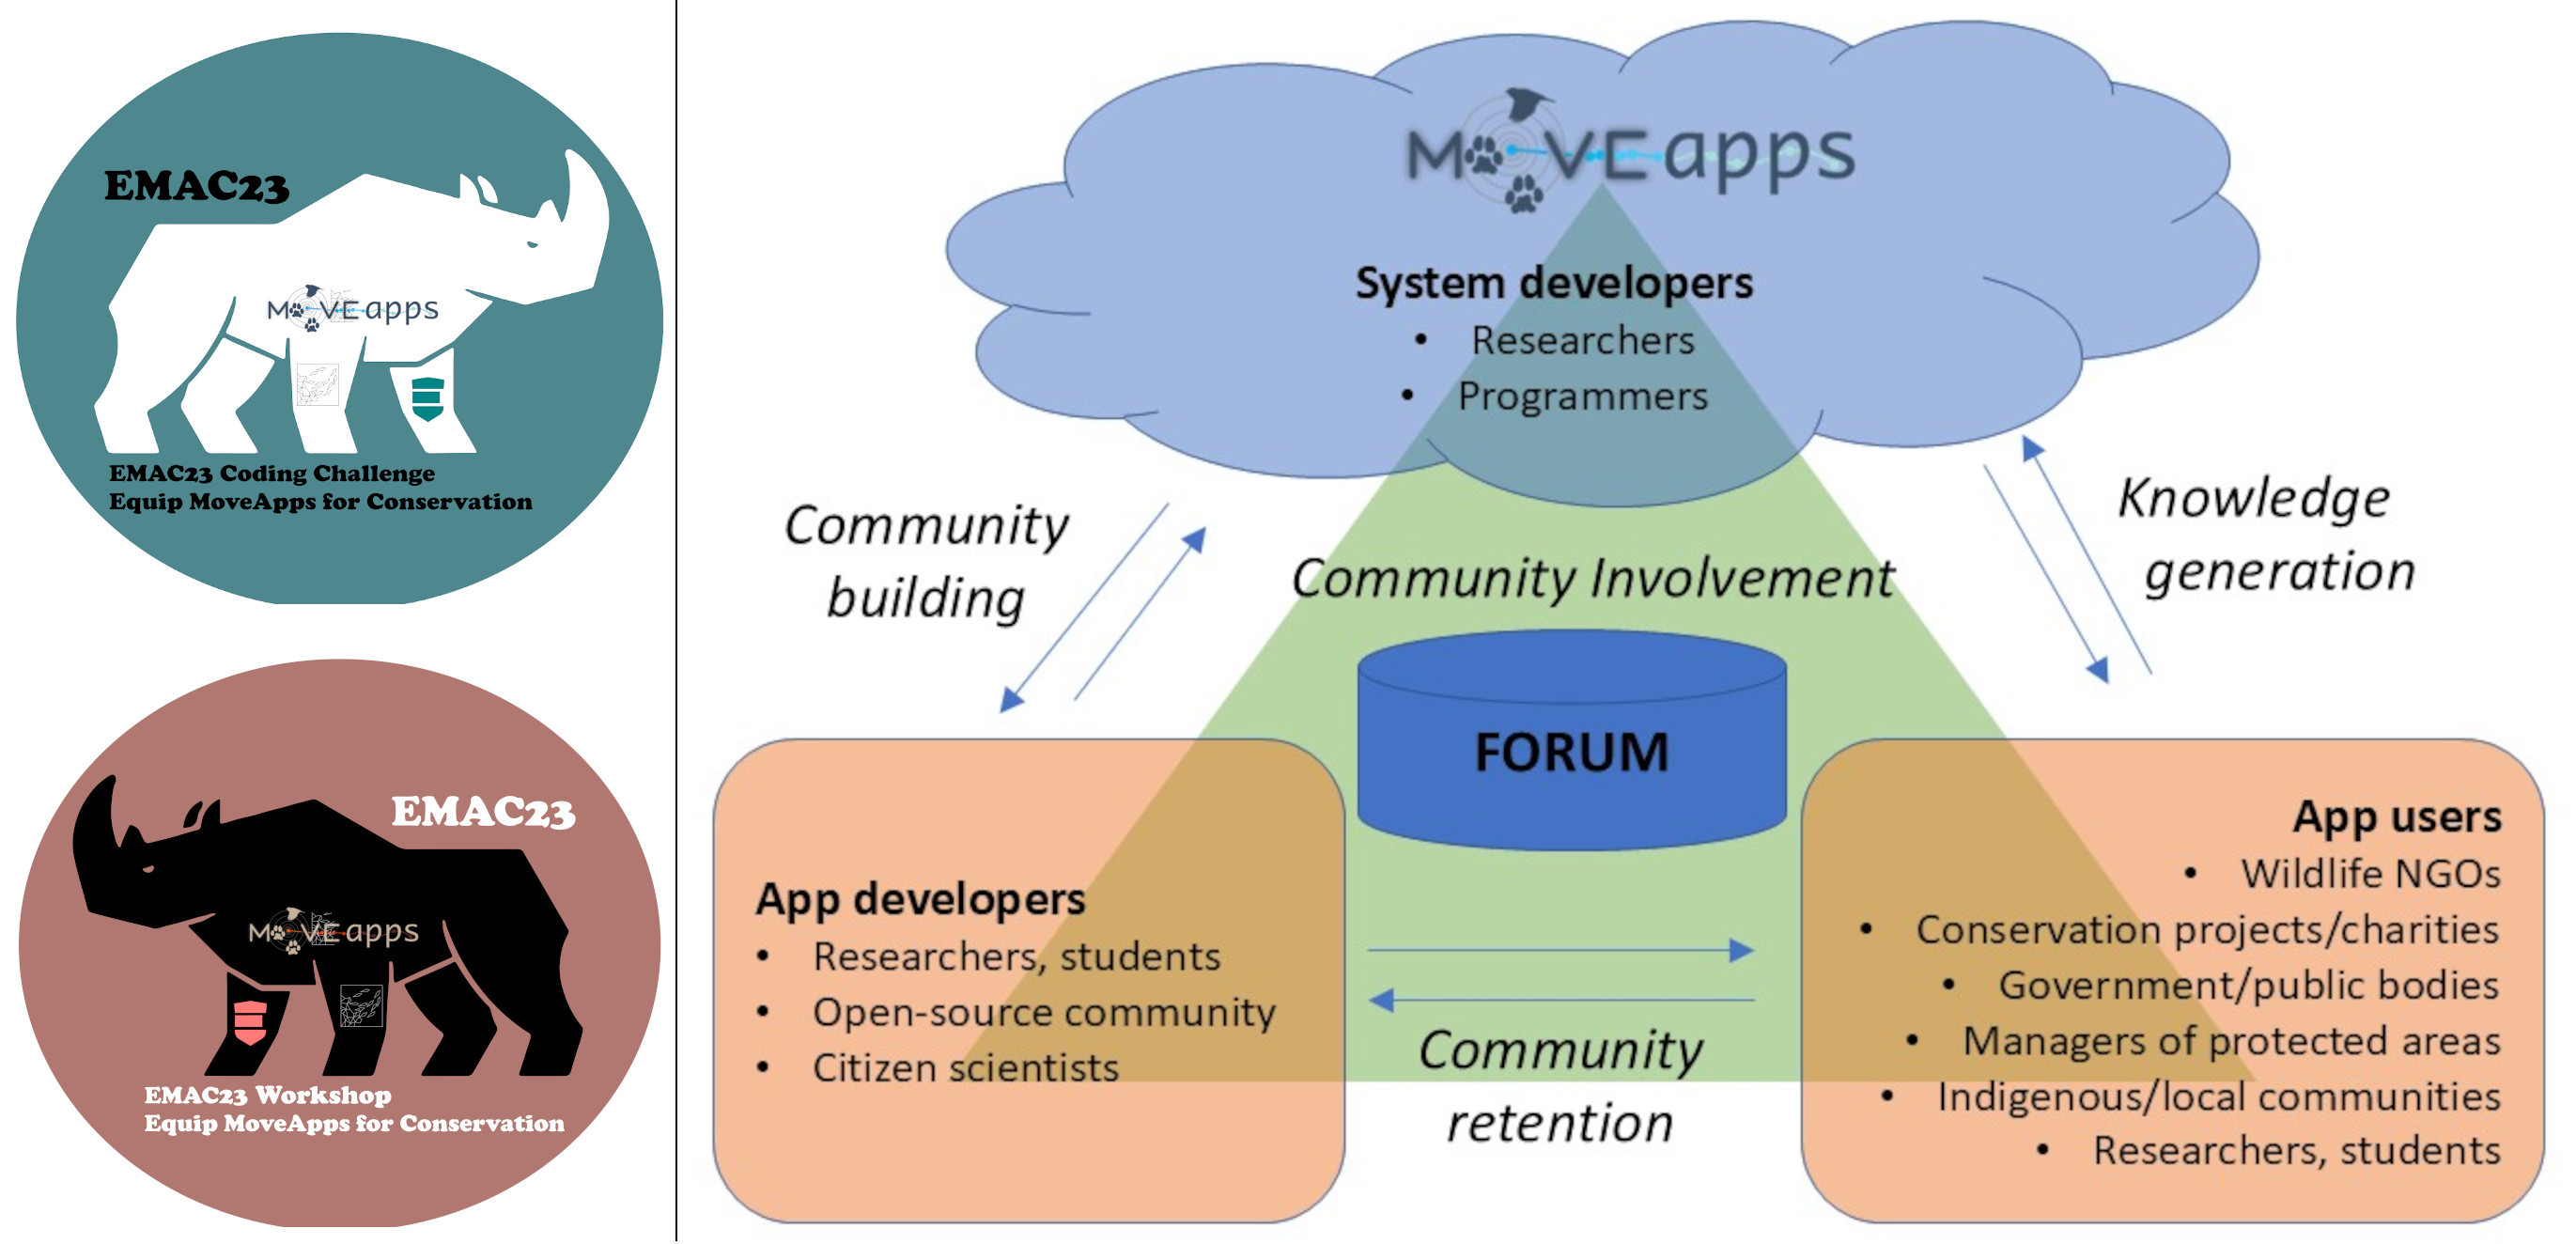 EMAC23
MOVEapps
EMAC23 Coding Challenge
Equip MoveApps for Conservation
EMAC23
MOVEapps
EMAC23 Workshop
Equip MoveApps for Conservation
MOVEapps
System developers
• Researchers
• Programmers
Community
building
Knowledge
generation
Community Involvement
FORUM
App developers
• Researchers, students
• Open-source community
• Citizen scientists
Community
retention
App users
• Wildlife NGOs
• Conservation projects/charities
• Government/public bodies
• Managers of protected areas
• Indigenous/local communities
• Researchers, students